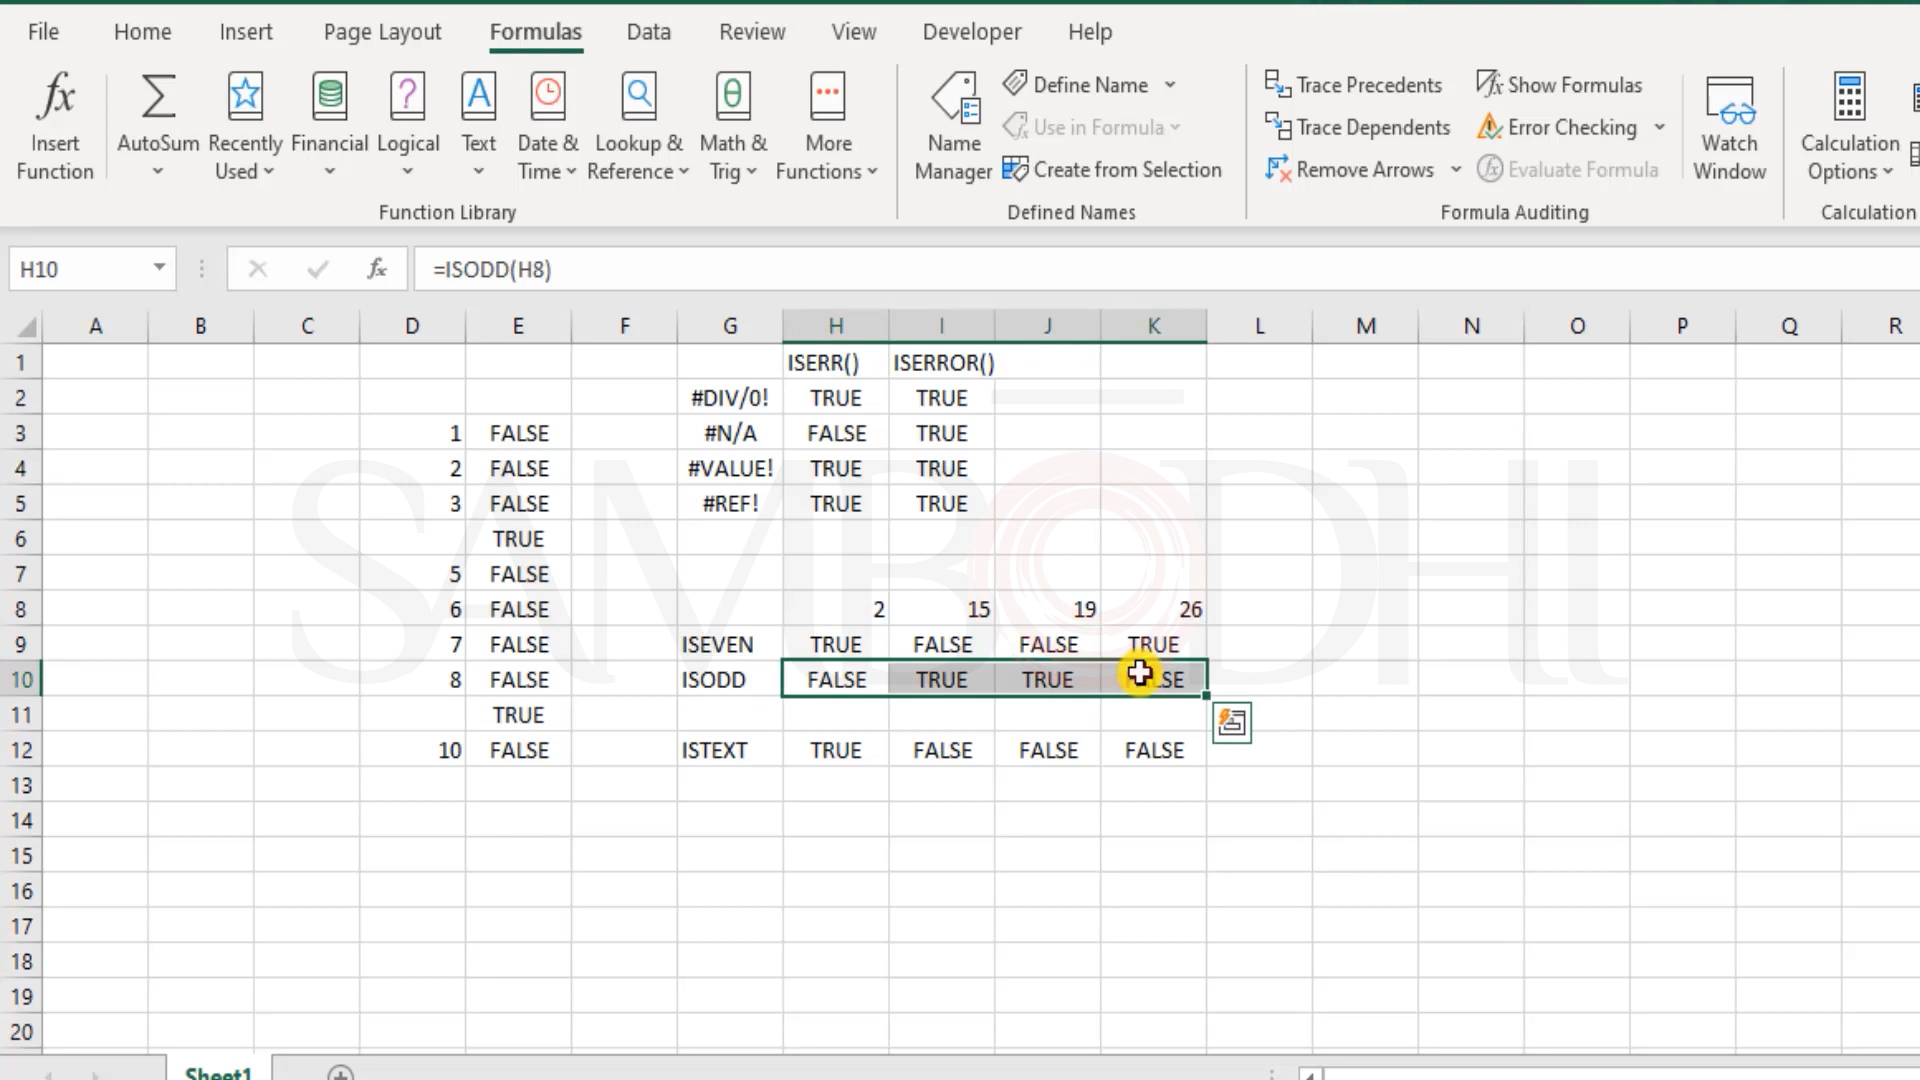 File Home Insert Page Layout Formulas Data Review View Developer Help
Insert Function
AutoSum
Recently Used
Financial
Logical
Text
Date & Time
Lookup & Reference
Math & Trig
More Functions
Function Library
Name Manager
Define Name
Use in Formula
Create from Selection
Defined Names
Trace Precedents
Trace Dependents
Remove Arrows
Show Formulas
Error Checking
Evaluate Formula
Formula Auditing
Watch Window
Calculation Options
Calculation
H10 fx =ISODD(H8)
A B C D E F G H I J K L M N O P Q R
1 ISERR() ISERROR()
2 #DIV/0! TRUE TRUE
3 1 FALSE #N/A FALSE TRUE
4 2 FALSE #VALUE! TRUE TRUE
5 3 FALSE #REF! TRUE TRUE
6 TRUE
7 5 FALSE
8 6 FALSE 2 15 19 26
9 7 FALSE ISEVEN TRUE FALSE FALSE TRUE
10 8 FALSE ISODD FALSE TRUE TRUE FALSE
11 TRUE
12 10 FALSE ISTEXT TRUE FALSE FALSE FALSE
13
14
15
16
17
18
19
20
SAMBODHI
Sheet1